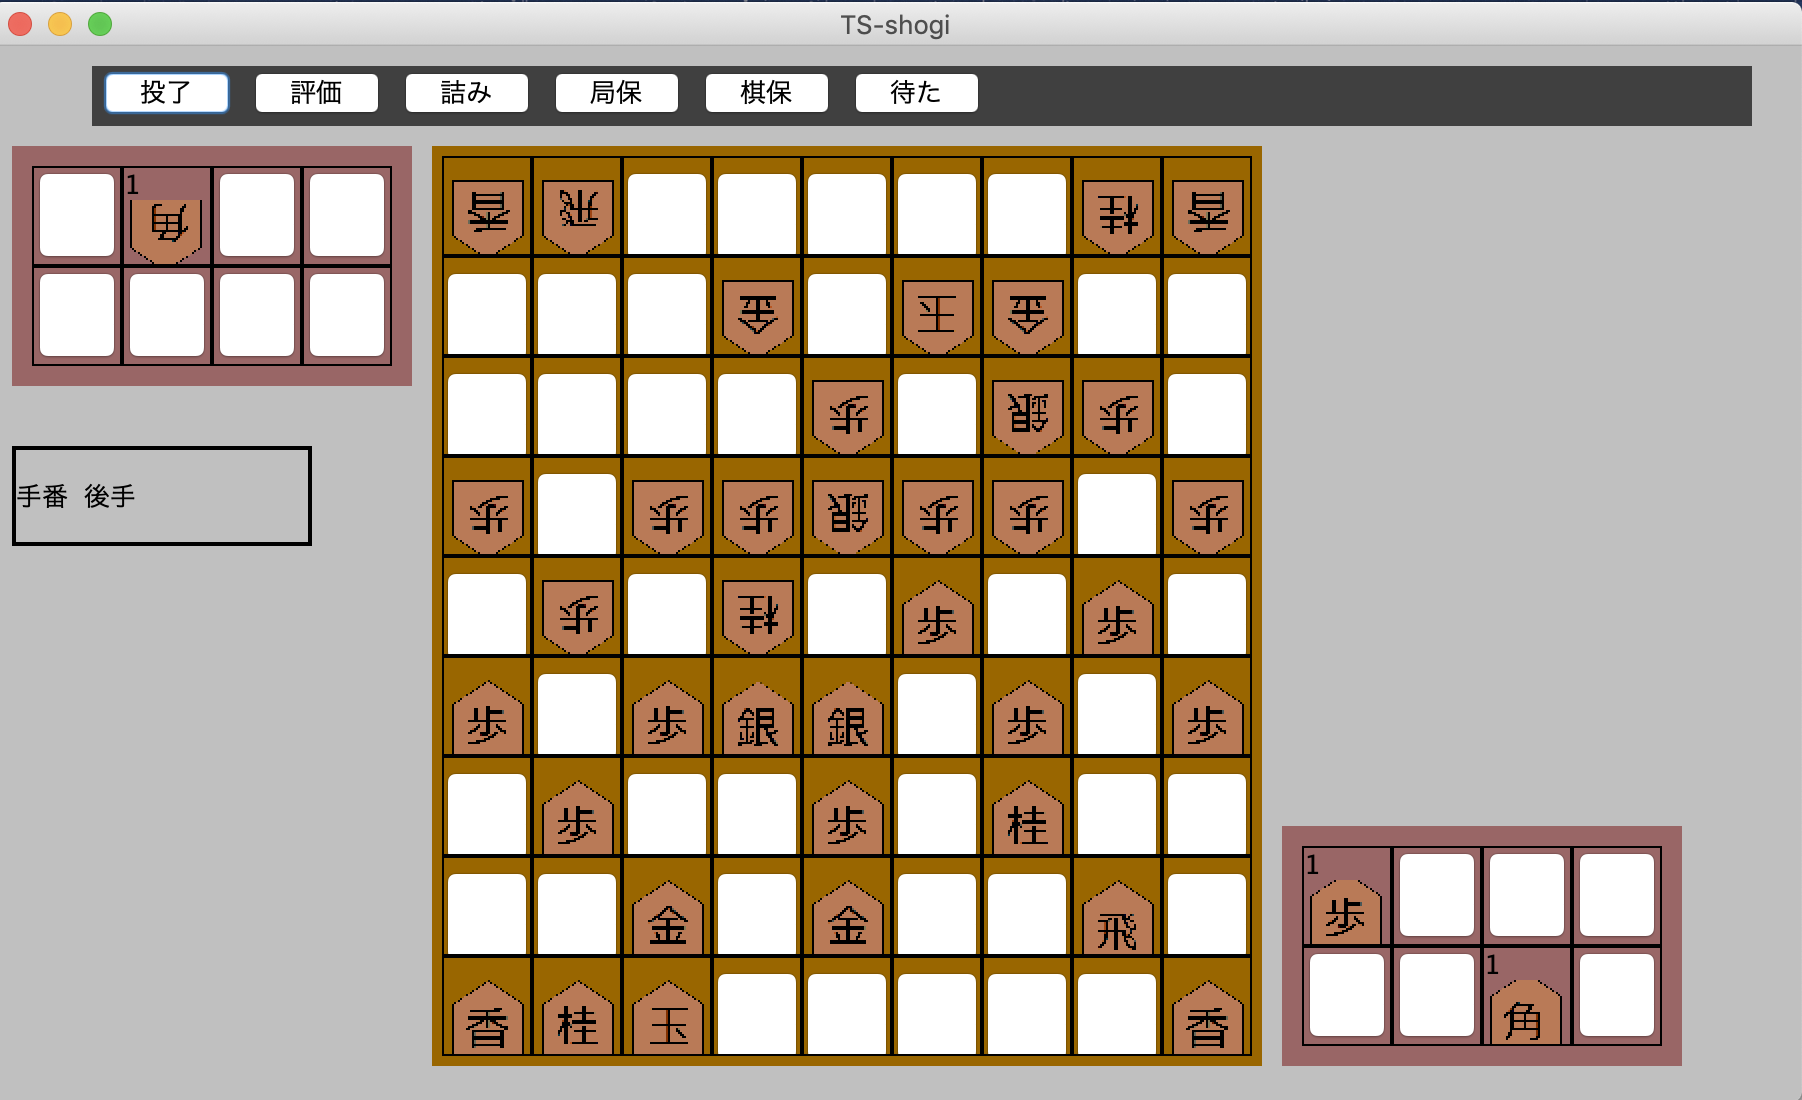 TS-shogi
投了 評価 詰み 局保 棋保 待た
1
角
香 飛 桂 香
金 玉 金
歩 銀 歩
歩 歩 歩 銀 歩 歩 歩
手番 後手
歩 桂 歩 歩
歩 歩 銀 銀 歩 歩
歩 歩 桂
金 金 飛
香 桂 玉 香
1
歩
1
角